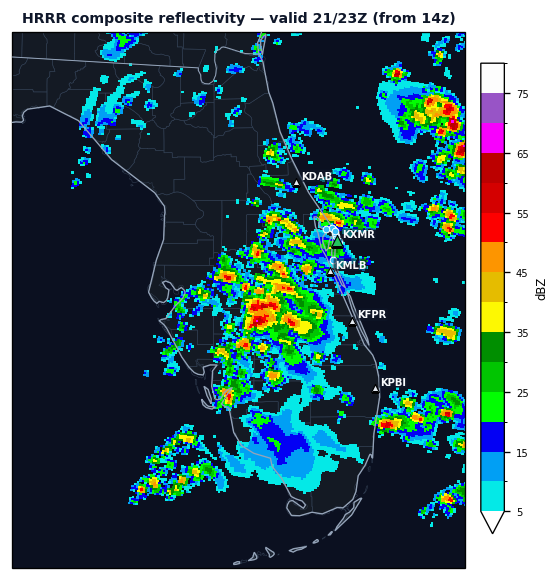 HRRR composite reflectivity — valid 21/23Z (from 14z)
KDAB
KXMR
KMLB
KFPR
KPBI
75
65
55
45
35
25
15
5
dBZ